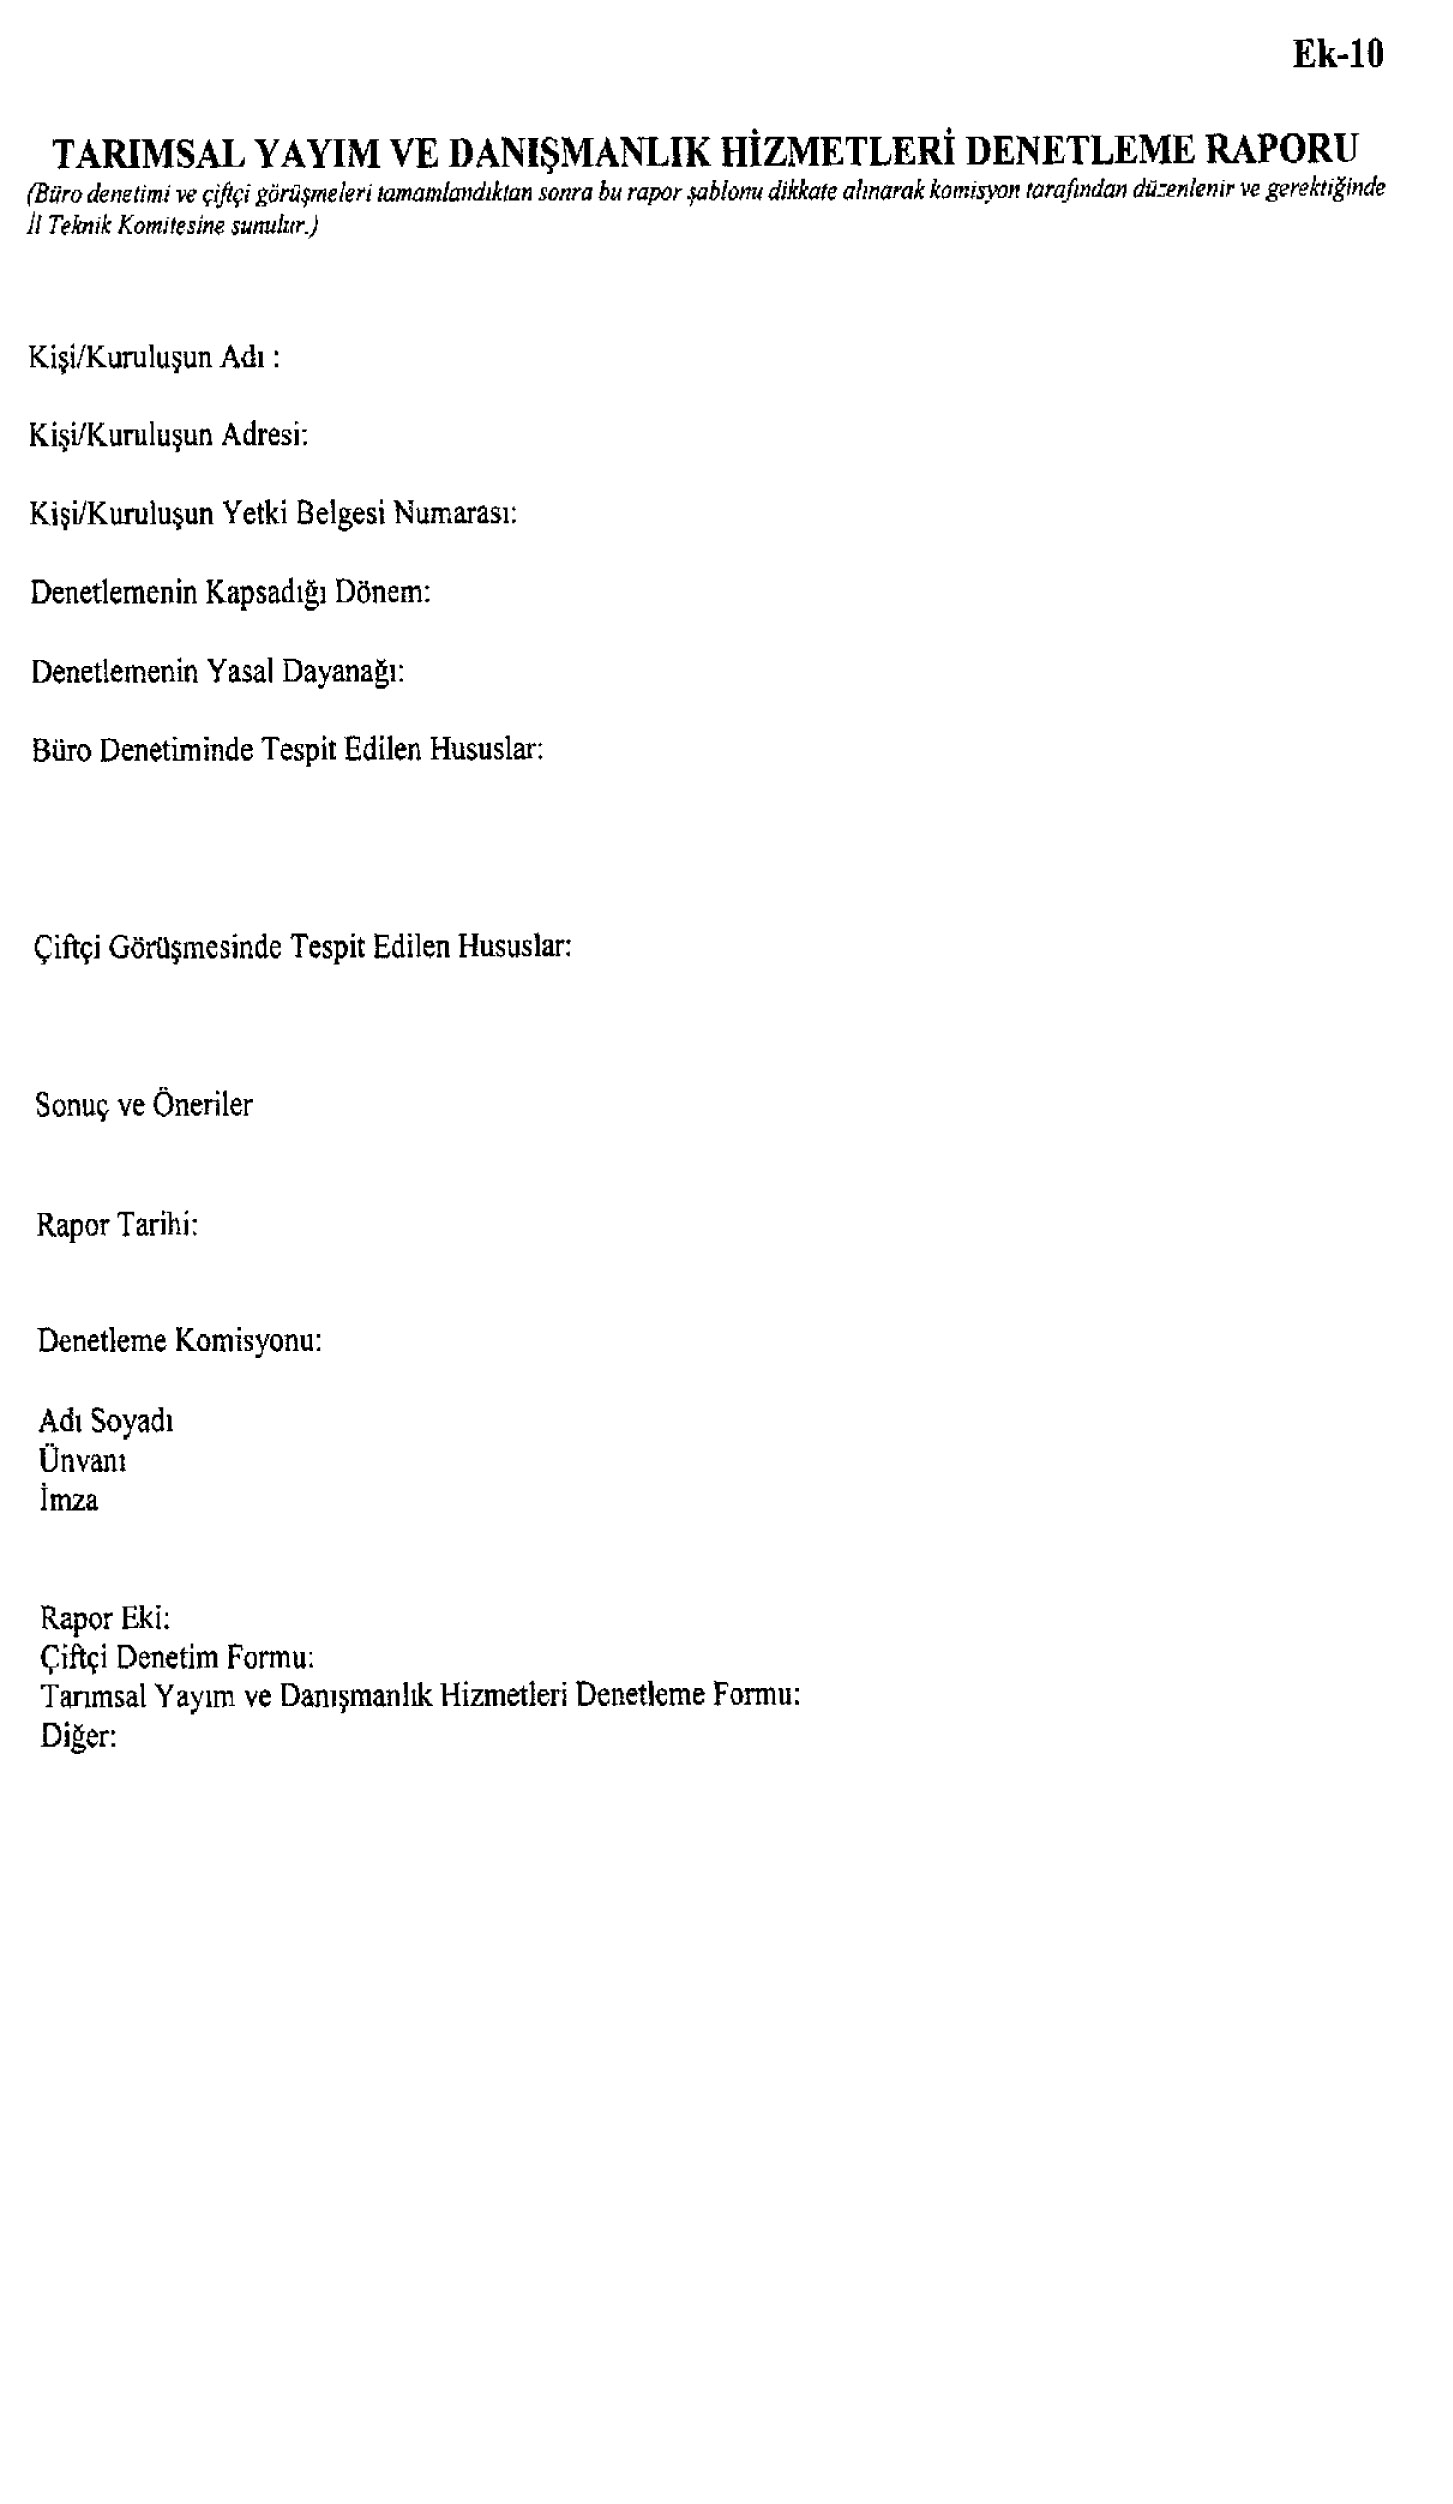 Ek-10
TARIMSAL YAYIM VE DANIŞMANLIK HİZMETLERİ DENETLEME RAPORU
(Büro denetimi ve çiftçi görüşmeleri tamamlandıktan sonra bu rapor şablonu dikkate alınarak komisyon tarafından düzenlenir ve gerektiğinde
İl Teknik Komitesine sunulur.)
Kişi/Kuruluşun Adı :
Kişi/Kuruluşun Adresi:
Kişi/Kuruluşun Yetki Belgesi Numarası:
Denetlemenin Kapsadığı Dönem:
Denetlemenin Yasal Dayanağı:
Büro Denetiminde Tespit Edilen Hususlar:
Çiftçi Görüşmesinde Tespit Edilen Hususlar:
Sonuç ve Öneriler
Rapor Tarihi:
Denetleme Komisyonu:
Adı Soyadı
Ünvanı
İmza
Rapor Eki:
Çiftçi Denetim Formu:
Tarımsal Yayım ve Danışmanlık Hizmetleri Denetleme Formu:
Diğer: